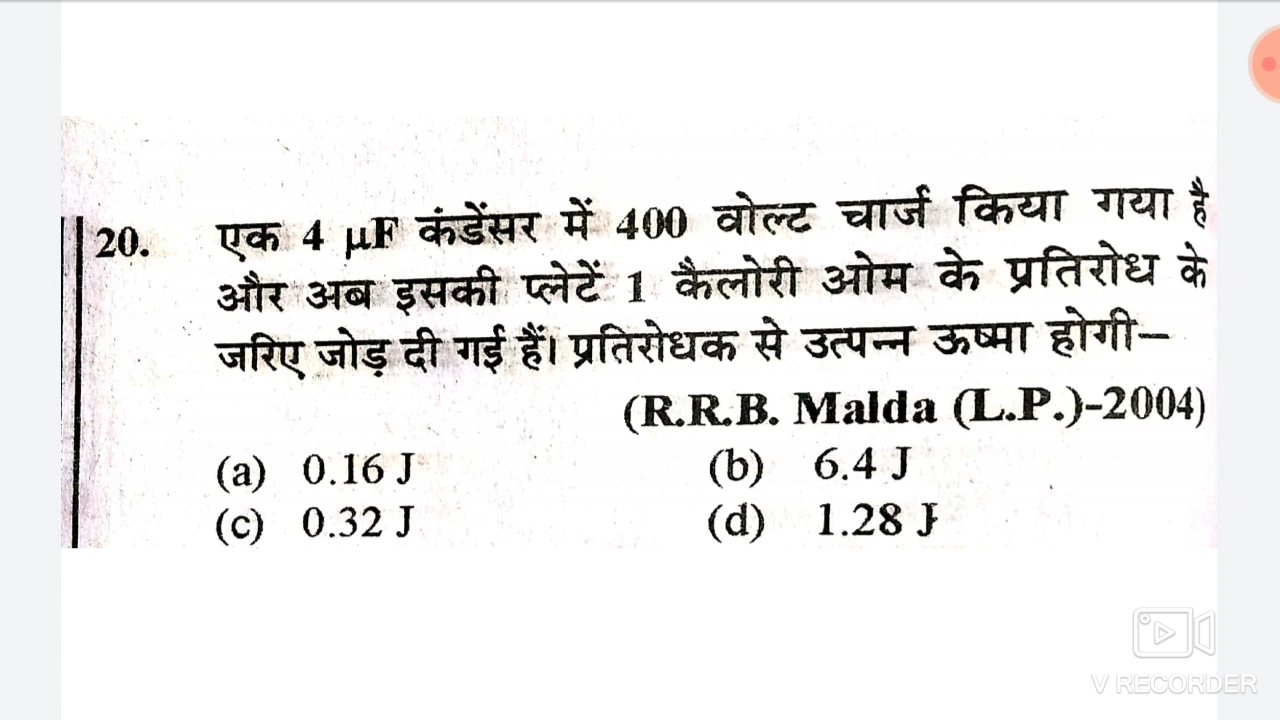 20. एक 4 μF कंडेंसर में 400 वोल्ट चार्ज किया गया है
और अब इसकी प्लेटें 1 कैलोरी ओम के प्रतिरोध के
जरिए जोड़ दी गई हैं। प्रतिरोधक से उत्पन्न ऊष्मा होगी–
(R.R.B. Malda (L.P.)-2004)
(a) 0.16 J (b) 6.4 J
(c) 0.32 J (d) 1.28 J
V RECORDER